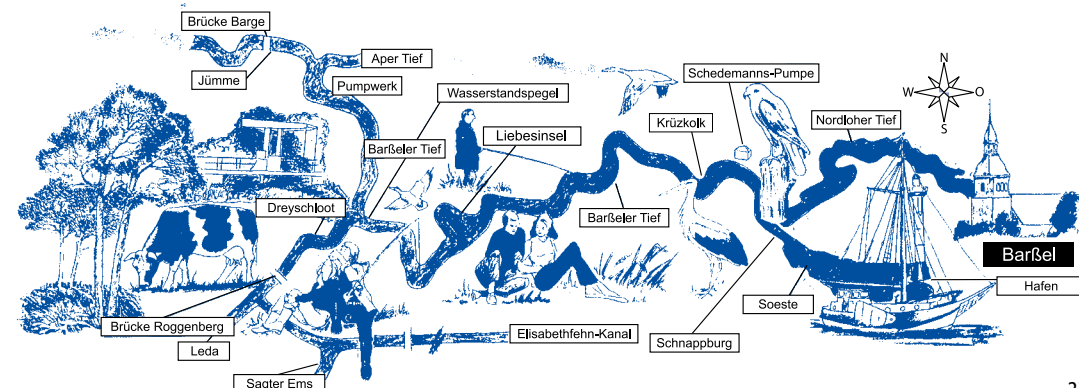 Brücke Barge
Jümme
Aper Tief
Pumpwerk
Wasserstandspegel
Schedemanns-Pumpe
N
W
O
S
Liebesinsel
Krüzkolk
Nordloher Tief
Barßeler Tief
Dreyschloot
Barßeler Tief
Barßel
Hafen
Soeste
Brücke Roggenberg
Elisabethfehn-Kanal
Schnappburg
Leda
Sagter Ems
2